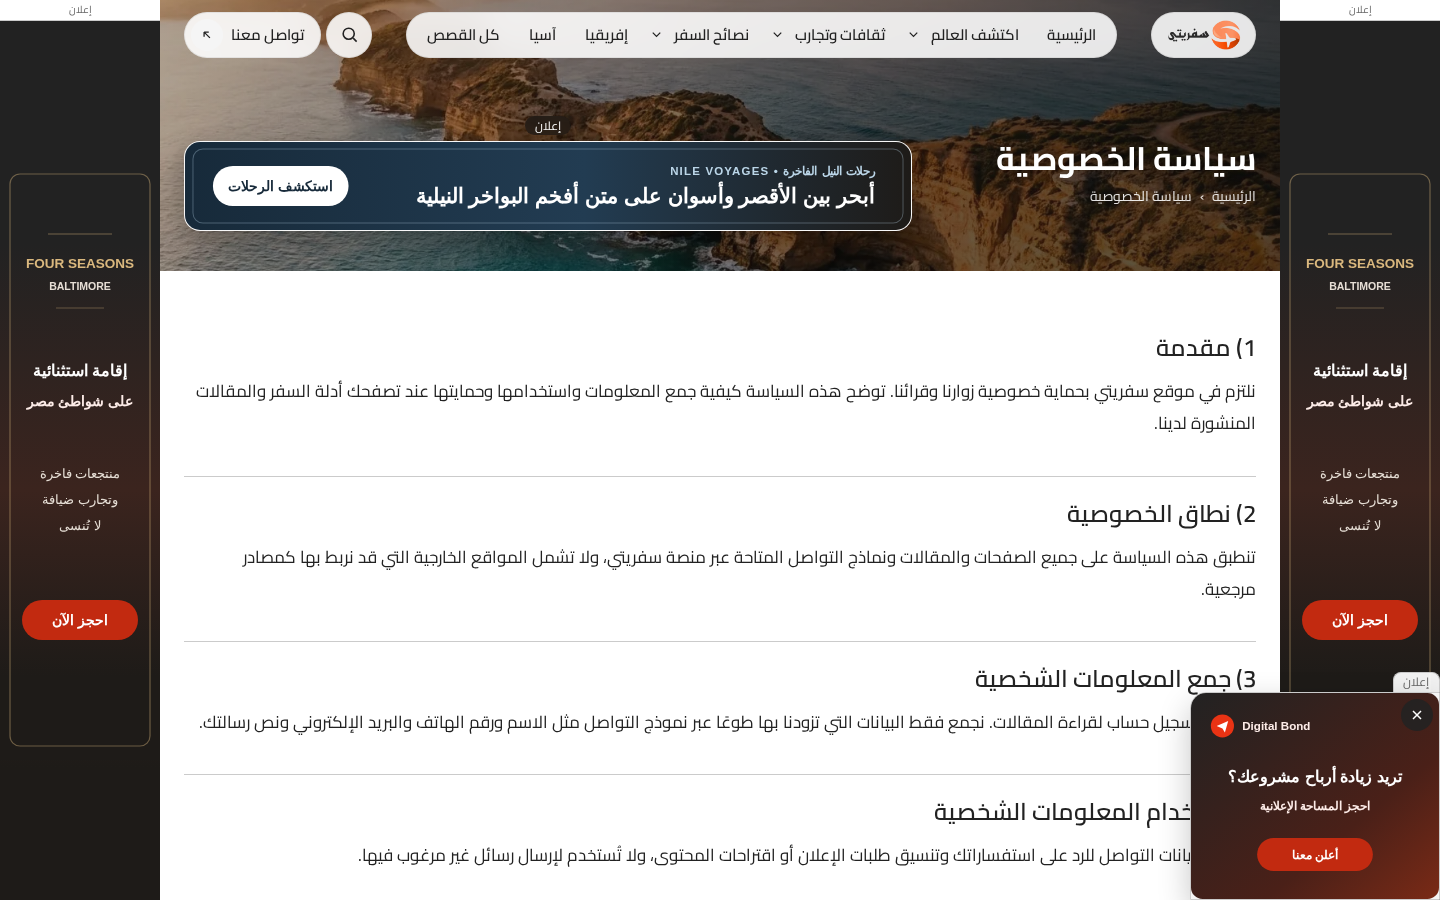 إعلان
إعلان
سفريتي
الرئيسية
اكتشف العالم
ثقافات وتجارب
نصائح السفر
إفريقيا
آسيا
كل القصص
تواصل معنا
سياسة الخصوصية
الرئيسية › سياسة الخصوصية
إعلان
رحلات النيل الفاخرة • NILE VOYAGES
أبحر بين الأقصر وأسوان على متن أفخم البواخر النيلية
استكشف الرحلات
1) مقدمة
نلتزم في موقع سفريتي بحماية خصوصية زوارنا وقرائنا. توضح هذه السياسة كيفية جمع المعلومات واستخدامها وحمايتها عند تصفحك أدلة السفر والمقالات
المنشورة لدينا.
2) نطاق الخصوصية
تنطبق هذه السياسة على جميع الصفحات والمقالات ونماذج التواصل المتاحة عبر منصة سفريتي، ولا تشمل المواقع الخارجية التي قد نربط بها كمصادر
مرجعية.
3) جمع المعلومات الشخصية
حساب لقراءة المقالات. نجمع فقط البيانات التي تزودنا بها طوعًا عبر نموذج التواصل مثل الاسم ورقم الهاتف والبريد الإلكتروني ونص رسالتك.
المعلومات الشخصية
التواصل للرد على استفساراتك وتنسيق طلبات الإعلان أو اقتراحات المحتوى، ولا تُستخدم لإرسال رسائل غير مرغوب فيها.
FOUR SEASONS
BALTIMORE
إقامة استثنائية
على شواطئ مصر
منتجعات فاخرة
وتجارب ضيافة
لا تُنسى
احجز الآن
FOUR SEASONS
BALTIMORE
إقامة استثنائية
على شواطئ مصر
منتجعات فاخرة
وتجارب ضيافة
لا تُنسى
احجز الآن
إعلان
Digital Bond
تريد زيادة أرباح مشروعك؟
احجز المساحة الإعلانية
أعلن معنا